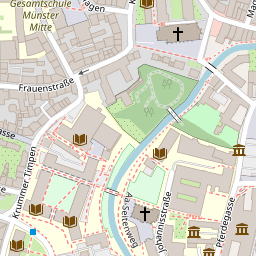 Gesamtschule
Münster
Mitte
Frauenstraße
Krummer Timpen
Aa-Seitenweg
Johannisstraße
Pferdegasse